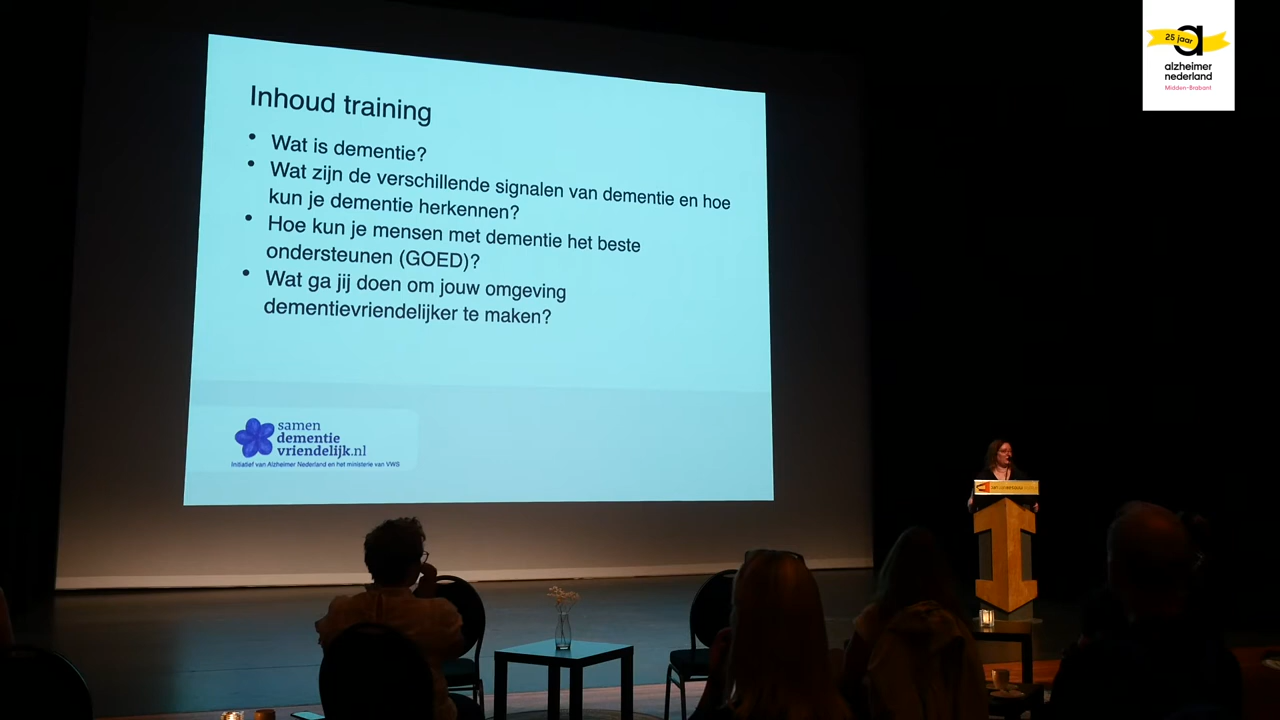 25 jaar
a
alzheimer
nederland
Midden-Brabant
Inhoud training
• Wat is dementie?
• Wat zijn de verschillende signalen van dementie en hoe
kun je dementie herkennen?
• Hoe kun je mensen met dementie het beste
ondersteunen (GOED)?
• Wat ga jij doen om jouw omgeving
dementievriendelijker te maken?
samen
dementie
vriendelijk.nl
Initiatief van Alzheimer Nederland en het ministerie van VWS